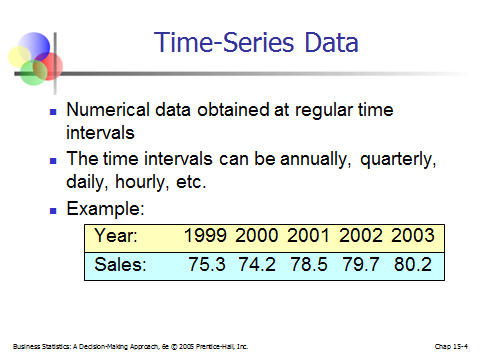 Time-Series Data
Numerical data obtained at regular time
intervals
The time intervals can be annually, quarterly,
daily, hourly, etc.
Example:
Year: 1999 2000 2001 2002 2003
Sales: 75.3 74.2 78.5 79.7 80.2
Business Statistics: A Decision-Making Approach, 6e © 2005 Prentice-Hall, Inc. Chap 15-4